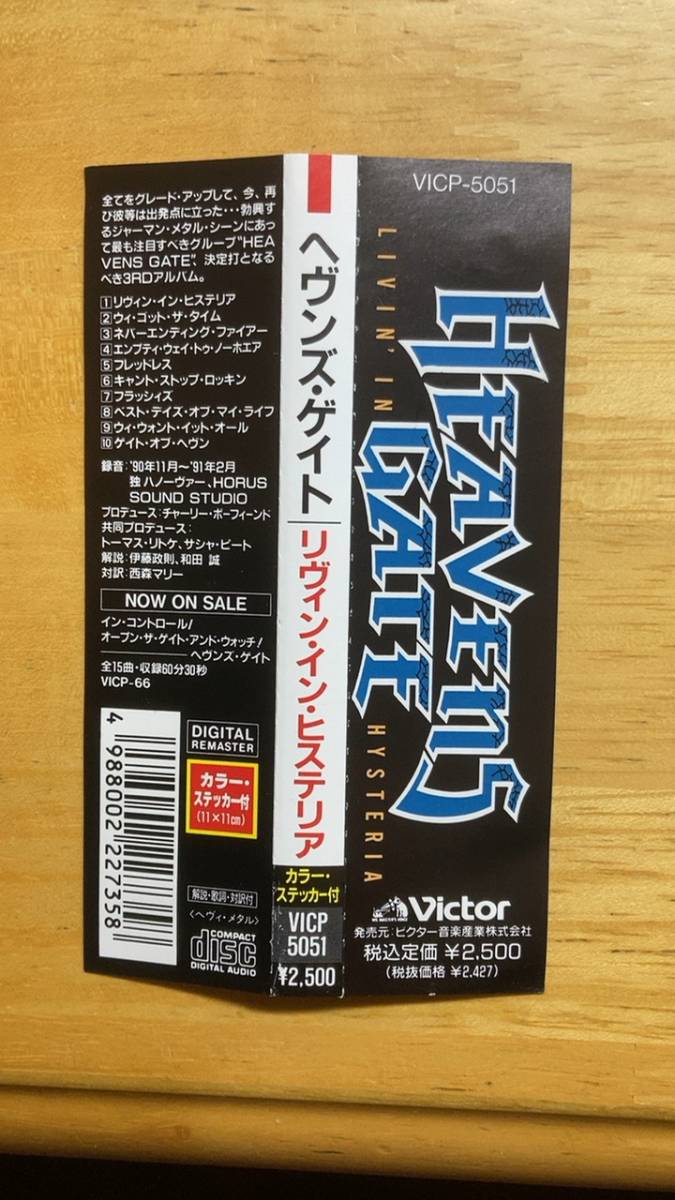 全てをグレード・アップして、今、再
び彼等は出発点に立った・・・勃興す
るジャーマン・メタル・シーンにあっ
て最も注目すべきグループ"HEA
VENS GATE"、決定打となる
べき3RDアルバム。
1 リヴィン・イン・ヒステリア
2 ウィ・ゴット・ザ・タイム
3 ネバーエンディング・ファイアー
4 エンプティ・ウェイ・トゥ・ノーホエア
5 フレッドレス
6 キャント・ストップ・ロッキン
7 フラッシィズ
8 ベスト・デイズ・オブ・マイ・ライフ
9 ウィ・ウォント・イット・オール
10 ゲイト・オブ・ヘヴン
録音:'90年11月〜'91年2月
独 ハノーヴァー、HORUS
SOUND STUDIO
プロデュース:チャーリー・ボーフィーンド
共同プロデュース:
トーマス・リトケ、サシャ・ピート
解説:伊藤政則、和田 誠
対訳:西森マリー
NOW ON SALE
イン・コントロール/
オープン・ザ・ゲイト・アンド・ウォッチ!
ヘヴンズ・ゲイト
全15曲・収録60分30秒
VICP-66
4 988002 227358
DIGITAL
REMASTER
カラー・
ステッカー付
(11×11cm)
解説・歌詞・対訳付
〈ヘヴィ・メタル〉
COMPACT
disc
DIGITAL AUDIO
ヘヴンズ・ゲイト
リヴィン・イン・ヒステリア
カラー・
ステッカー付
VICP
5051
¥2,500
VICP-5051
HEAVENS
GATE
LIVIN' IN HYSTERIA
HIS MASTER'S VOICE
Victor
発売元:ビクター音楽産業株式会社
税込定価 ¥2,500
(税抜価格 ¥2,427)